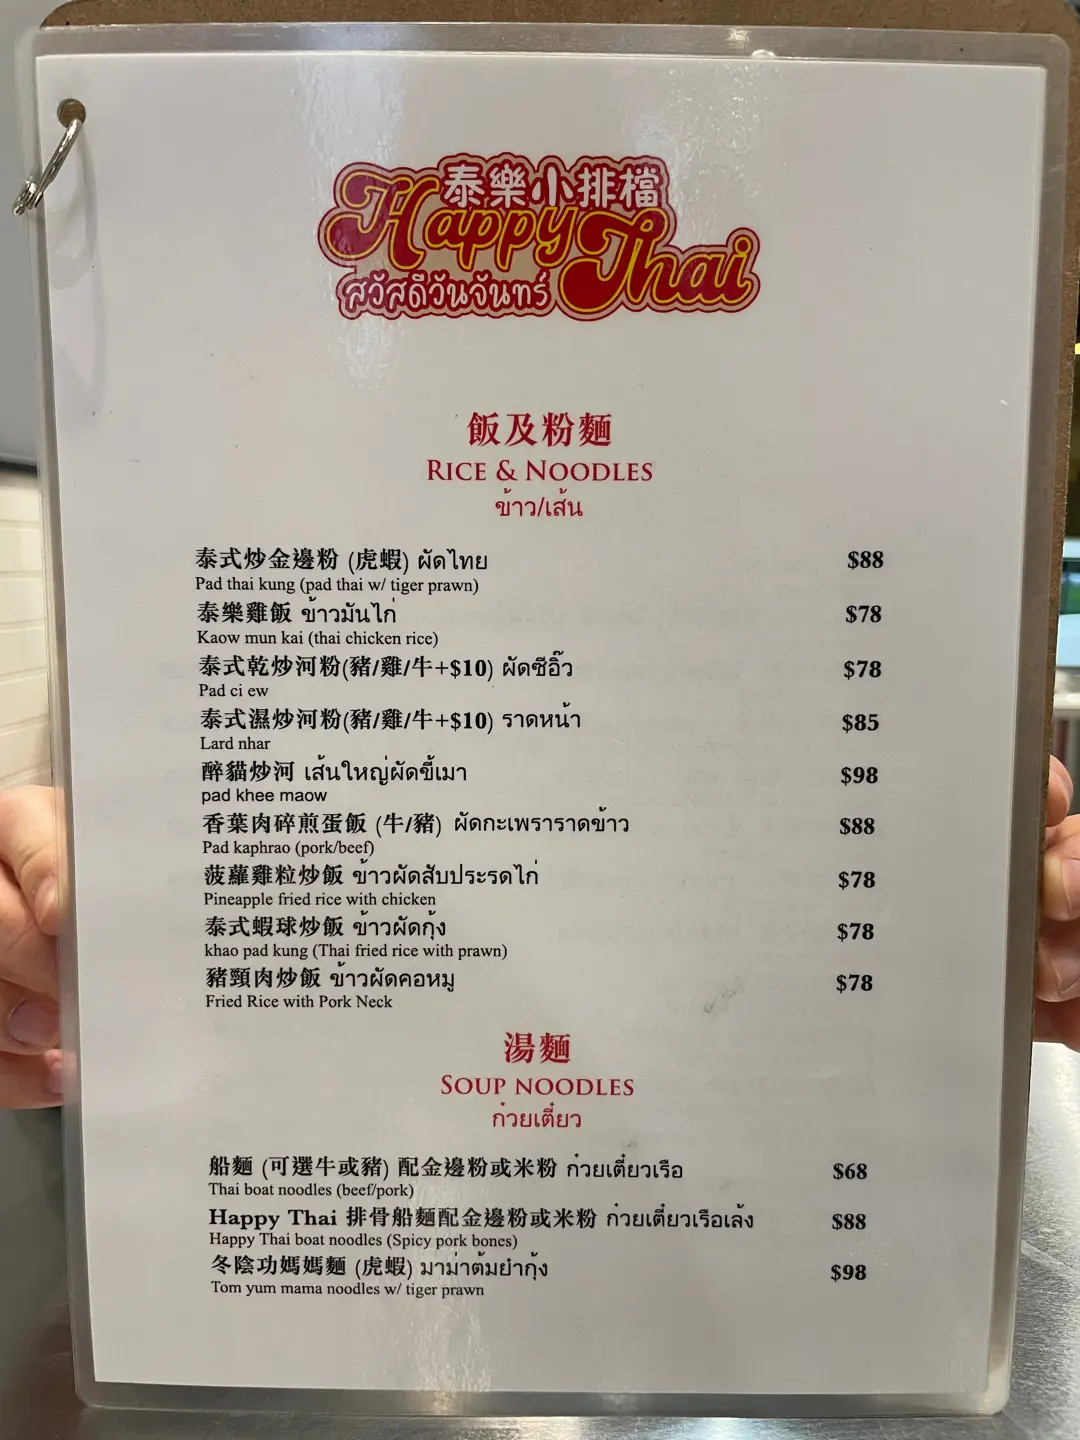 泰樂小排檔
Happy Thai
สวัสดีวันจันทร์
飯及粉麵
RICE & NOODLES
ข้าว/เส้น
泰式炒金邊粉 (虎蝦) ผัดไทย $88
Pad thai kung (pad thai w/ tiger prawn)
泰樂雞飯 ข้าวมันไก่ $78
Kaow mun kai (thai chicken rice)
泰式乾炒河粉(豬/雞/牛+$10) ผัดซีอิ๊ว $78
Pad ci ew
泰式濕炒河粉(豬/雞/牛+$10) ราดหน้า $85
Lard nhar
醉貓炒河 เส้นใหญ่ผัดขี้เมา $98
pad khee maow
香葉肉碎煎蛋飯 (牛/豬) ผัดกะเพราราดข้าว $88
Pad kaphrao (pork/beef)
菠蘿雞粒炒飯 ข้าวผัดสับประรดไก่ $78
Pineapple fried rice with chicken
泰式蝦球炒飯 ข้าวผัดกุ้ง $78
khao pad kung (Thai fried rice with prawn)
豬頸肉炒飯 ข้าวผัดคอหมู $78
Fried Rice with Pork Neck
湯麵
SOUP NOODLES
ก๋วยเตี๋ยว
船麵 (可選牛或豬) 配金邊粉或米粉 ก๋วยเตี๋ยวเรือ $68
Thai boat noodles (beef/pork)
Happy Thai 排骨船麵配金邊粉或米粉 ก๋วยเตี๋ยวเรือเล้ง $88
Happy Thai boat noodles (Spicy pork bones)
冬陰功媽媽麵 (虎蝦) มาม่าต้มยำกุ้ง $98
Tom yum mama noodles w/ tiger prawn